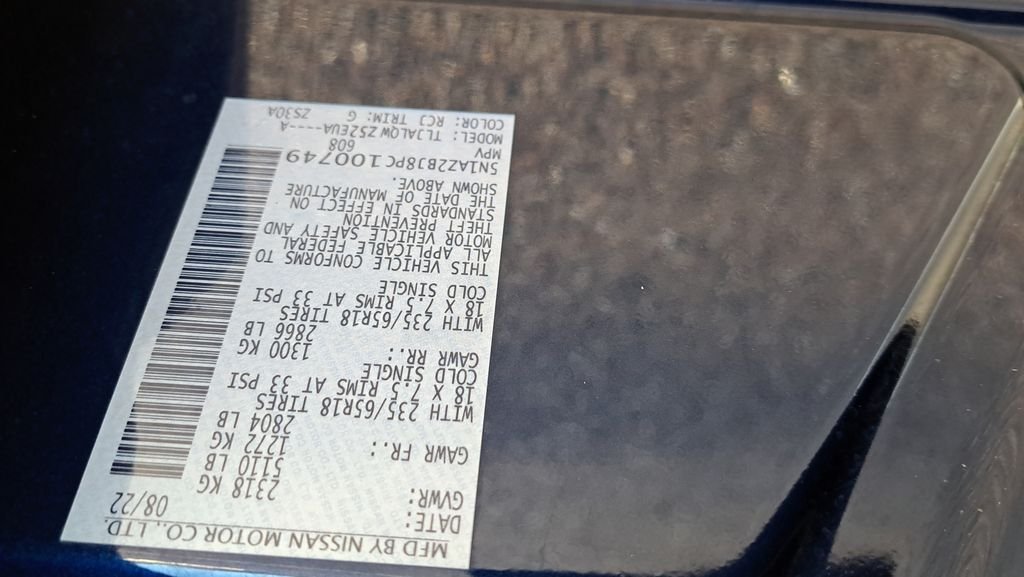 MFD BY NISSAN MOTOR CO., LTD.
DATE: 08/22
GVWR: 2318 KG
5110 LB
GAWR FR.: 1272 KG
2804 LB
WITH 235/65R18 TIRES
18 X 7.5 RIMS AT 33 PSI
COLD SINGLE
GAWR RR.: 1300 KG
2866 LB
WITH 235/65R18 TIRES
18 X 7.5 RIMS AT 33 PSI
COLD SINGLE
THIS VEHICLE CONFORMS TO
ALL APPLICABLE FEDERAL
MOTOR VEHICLE SAFETY AND
THEFT PREVENTION
STANDARDS IN EFFECT ON
THE DATE OF MANUFACTURE
SHOWN ABOVE.
5N1AZ2BJ8PC100749
MPV 608
MODEL: TLJALQWZS2EUA----A
COLOR: RCJ TRIM: G ZS30A